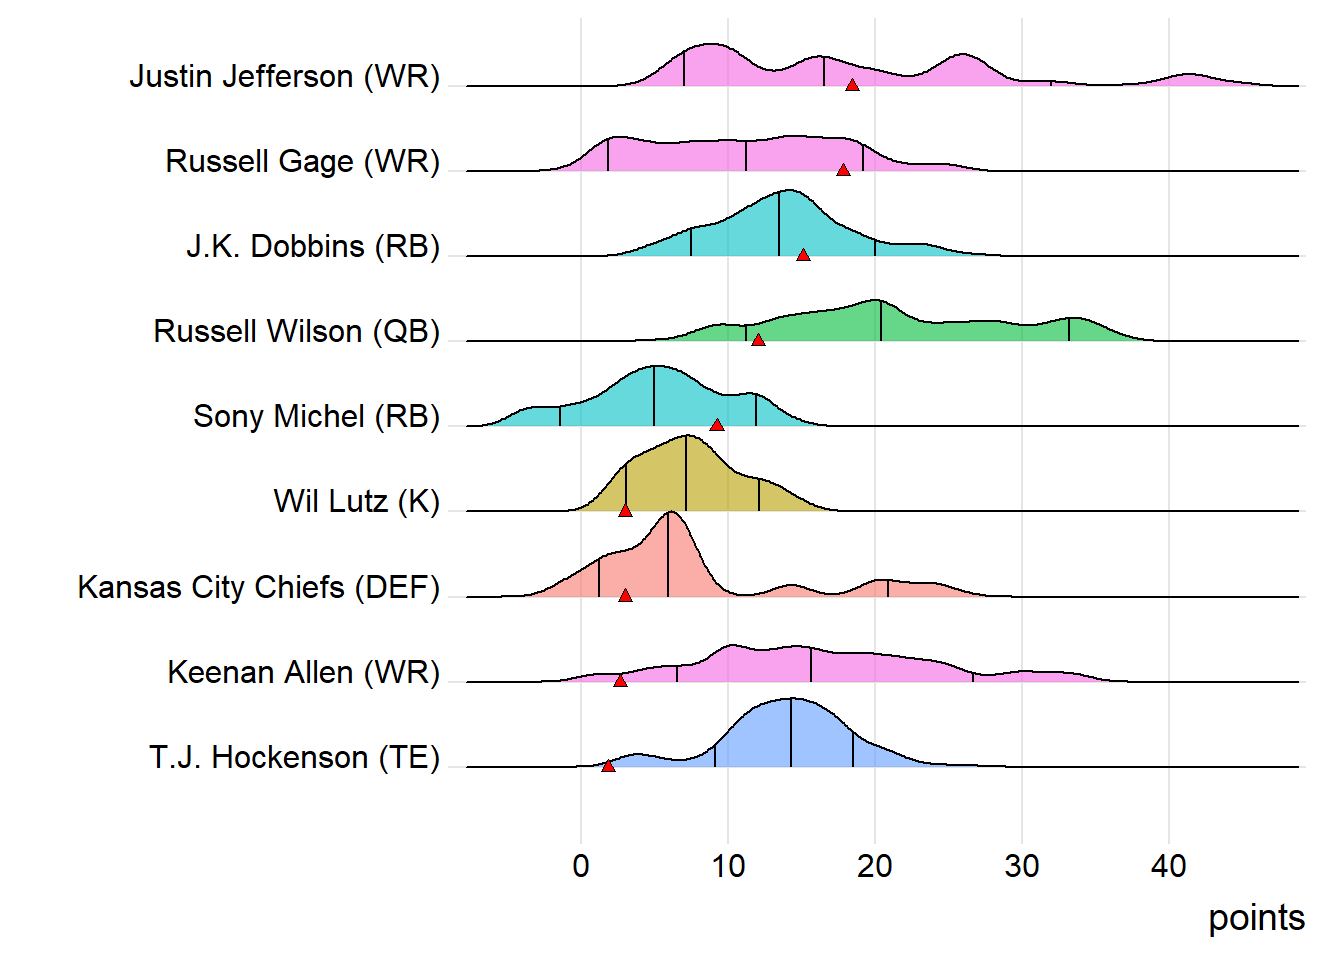 Justin Jefferson (WR)
Russell Gage (WR)
J.K. Dobbins (RB)
Russell Wilson (QB)
Sony Michel (RB)
Wil Lutz (K)
Kansas City Chiefs (DEF)
Keenan Allen (WR)
T.J. Hockenson (TE)
0 10 20 30 40
points